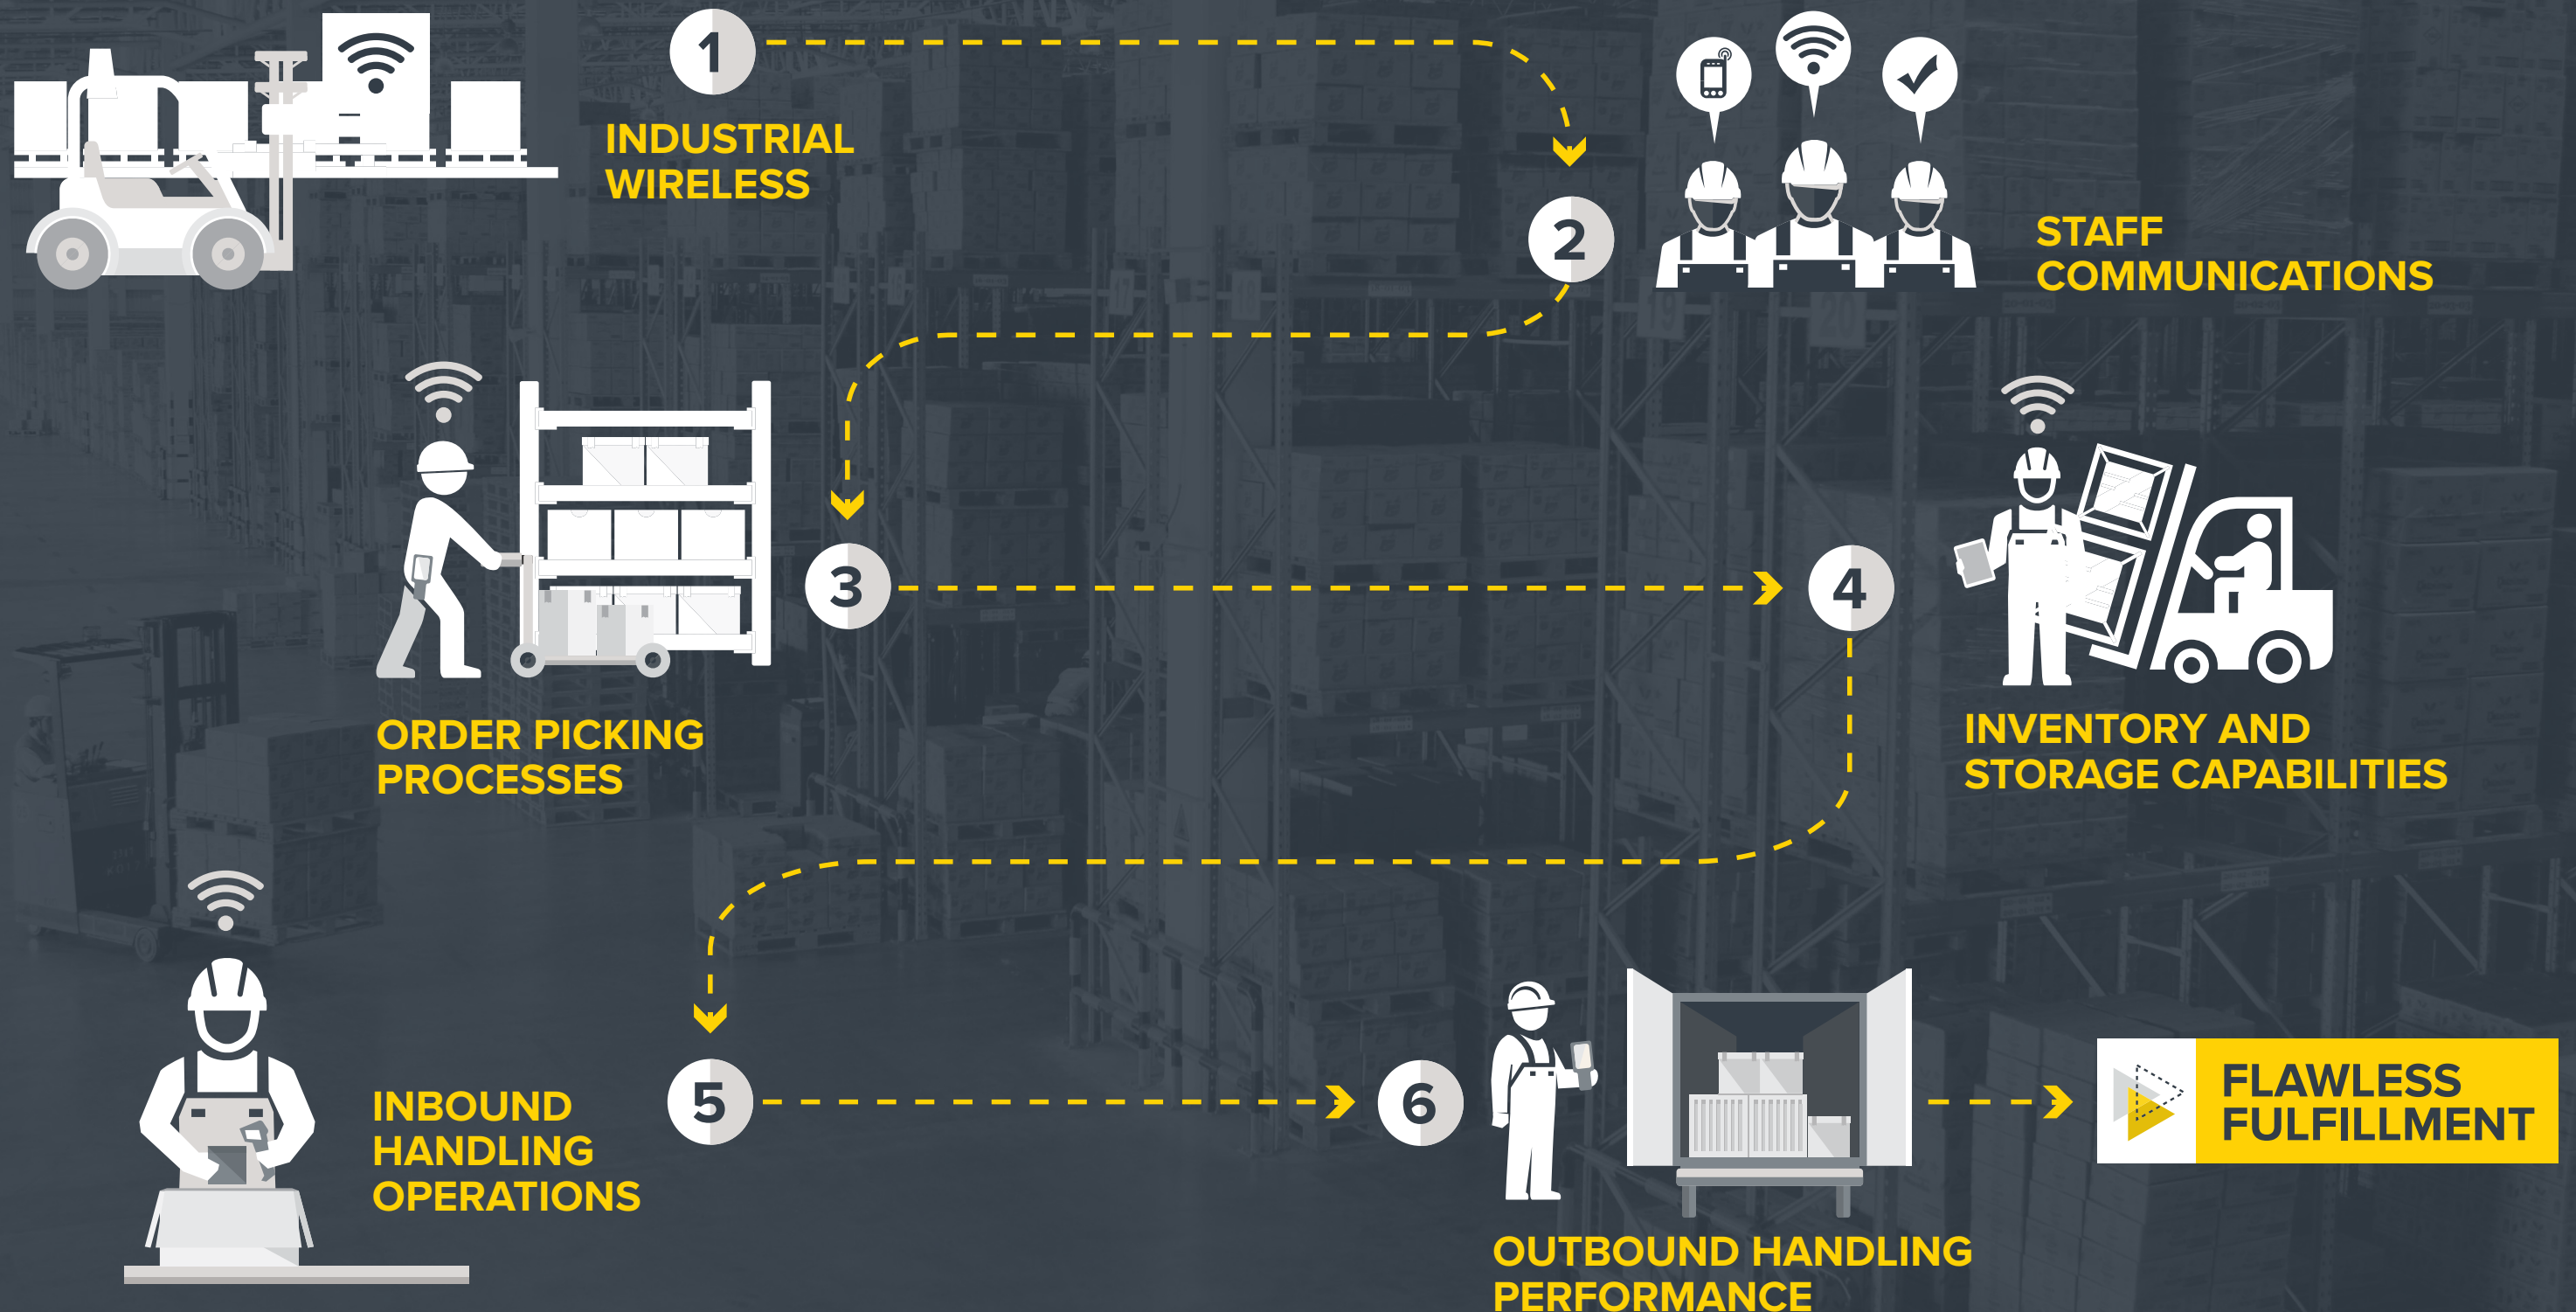 1
INDUSTRIAL
WIRELESS
2
STAFF
COMMUNICATIONS
3
ORDER PICKING
PROCESSES
4
INVENTORY AND
STORAGE CAPABILITIES
5
INBOUND
HANDLING
OPERATIONS
6
OUTBOUND HANDLING
PERFORMANCE
FLAWLESS
FULFILLMENT